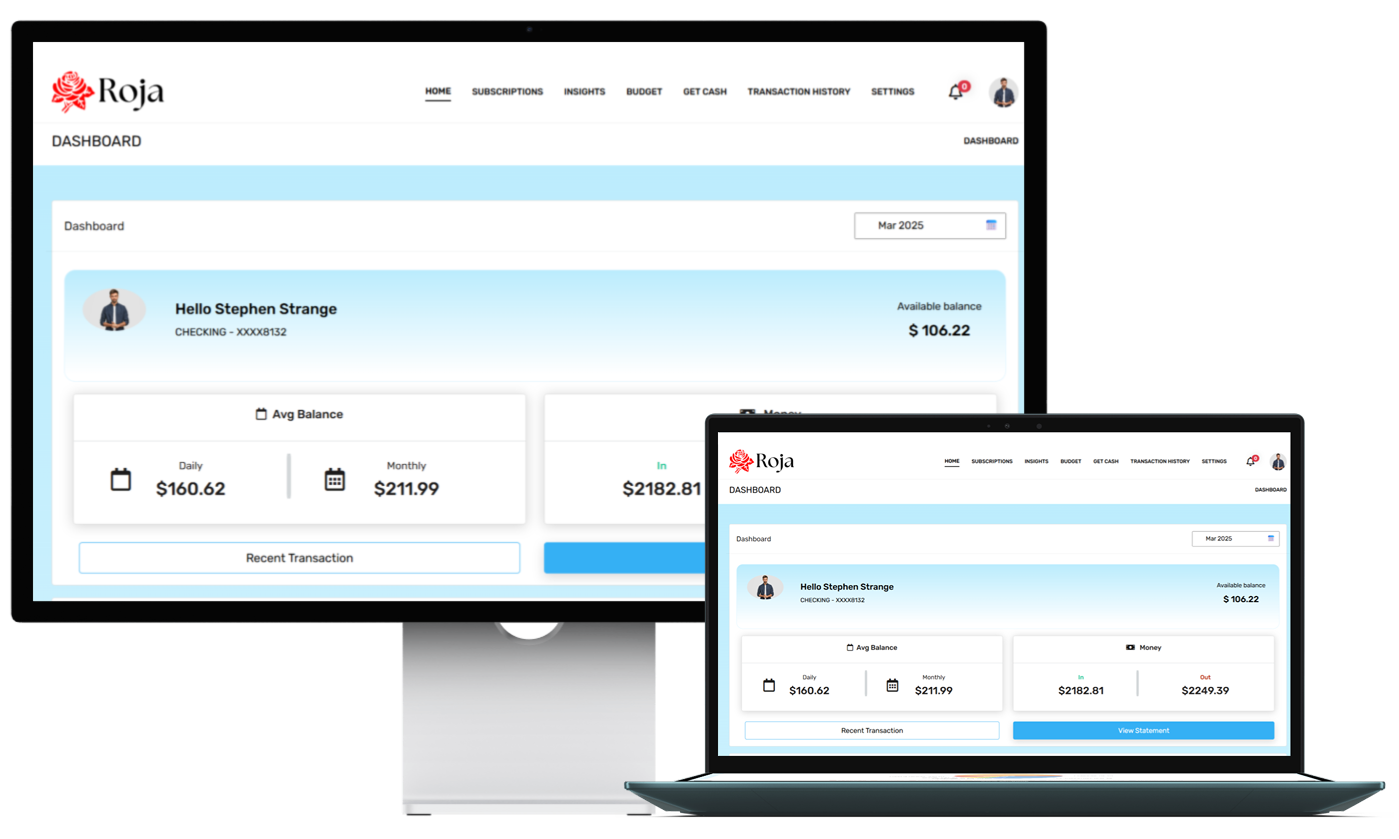 Roja
HOME SUBSCRIPTIONS INSIGHTS BUDGET GET CASH TRANSACTION HISTORY SETTINGS 0
DASHBOARD DASHBOARD
Dashboard Mar 2025
Hello Stephen Strange Available balance
CHECKING - XXXX8132 $ 106.22
Avg Balance Money
Daily Monthly In
$160.62 $211.99 $2182.81
Recent Transaction
Roja
HOME SUBSCRIPTIONS INSIGHTS BUDGET GET CASH TRANSACTION HISTORY SETTINGS 0
DASHBOARD DASHBOARD
Dashboard Mar 2025
Hello Stephen Strange Available balance
CHECKING - XXXX8132 $ 106.22
Avg Balance Money
Daily Monthly In Out
$160.62 $211.99 $2182.81 $2249.39
Recent Transaction View Statement